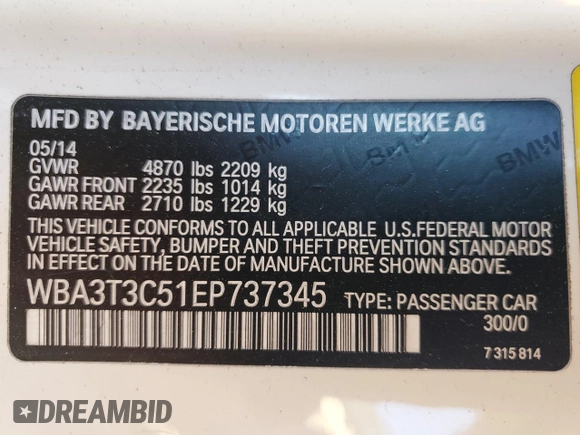 MFD BY BAYERISCHE MOTOREN WERKE AG
05/14
GVWR 4870 lbs 2209 kg
GAWR FRONT 2235 lbs 1014 kg
GAWR REAR 2710 lbs 1229 kg
THIS VEHICLE CONFORMS TO ALL APPLICABLE U.S.FEDERAL MOTOR
VEHICLE SAFETY, BUMPER AND THEFT PREVENTION STANDARDS
IN EFFECT ON THE DATE OF MANUFACTURE SHOWN ABOVE.
WBA3T3C51EP737345 TYPE: PASSENGER CAR
300/0
7 315 814
BMW
BMW
DREAMBID